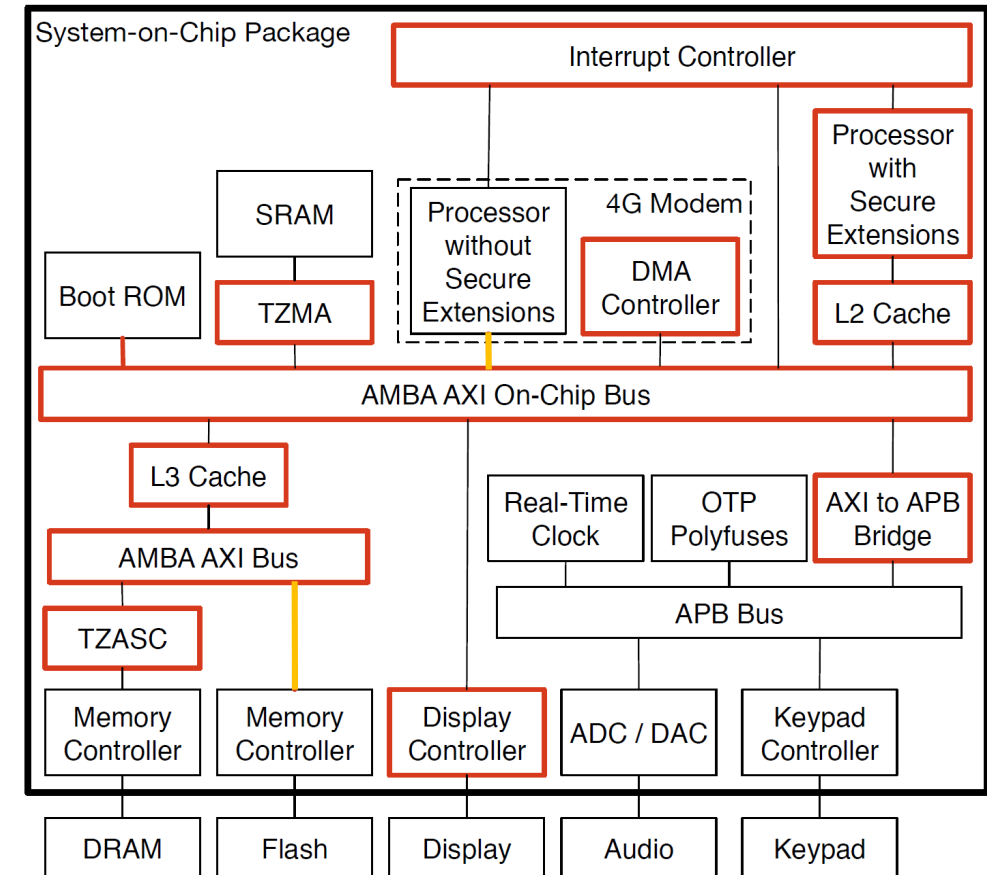 System-on-Chip Package
Interrupt Controller
Processor
with
Secure
Extensions
SRAM
Processor
without
Secure
Extensions
4G Modem
DMA
Controller
Boot ROM
TZMA
L2 Cache
AMBA AXI On-Chip Bus
L3 Cache
Real-Time
Clock
OTP
Polyfuses
AXI to APB
Bridge
AMBA AXI Bus
APB Bus
TZASC
Memory
Controller
Memory
Controller
Display
Controller
ADC / DAC
Keypad
Controller
DRAM
Flash
Display
Audio
Keypad